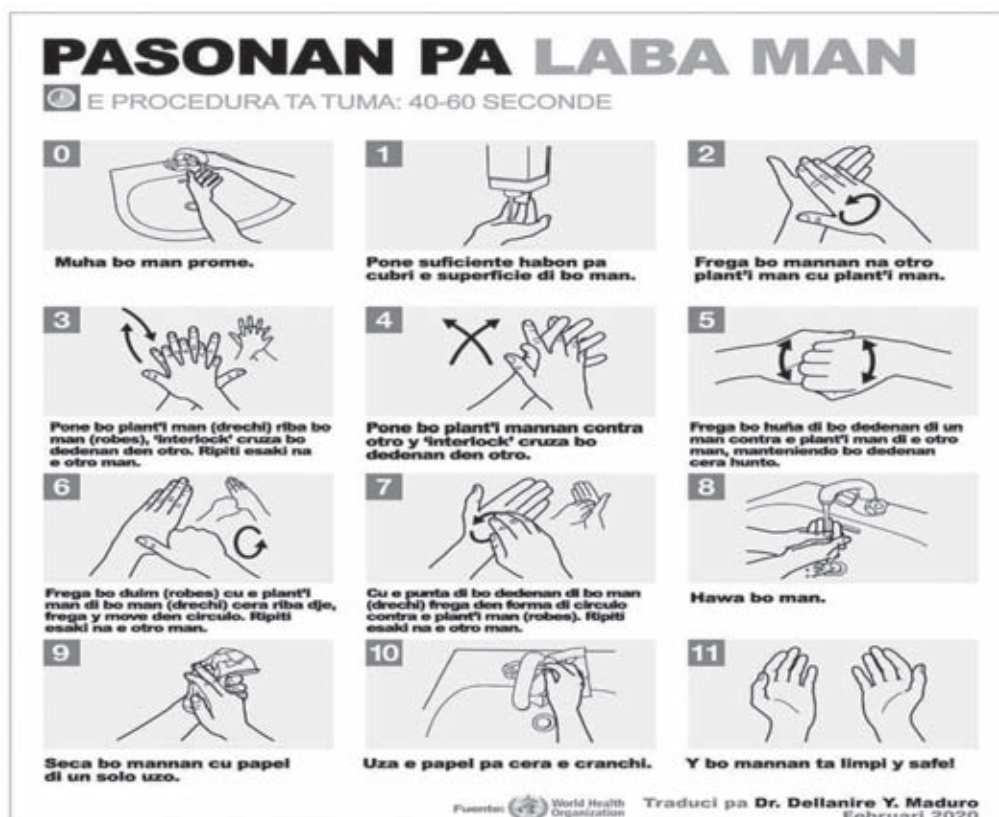 PASONAN PA LABA MAN
E PROCEDURA TA TUMA: 40-60 SECONDE
0
Muha bo man prome.
1
Pone suficiente habon pa
cubri e superficie di bo man.
2
Frega bo mannan na otro
plant'i man cu plant'i man.
3
Pone bo plant'i man (drechi) riba bo
man (robes), 'interlock' cruza bo
dedenan den otro. Ripiti esaki na
e otro man.
4
Pone bo plant'i mannan contra
otro y 'interlock' cruza bo
dedenan den otro.
5
Frega bo huña di bo dedenan di un
man contra e plant'i man di e otro
man, manteniendo bo dedenan
cera hunto.
6
Frega bo duim (robes) cu e plant'i
man di bo man (drechi) cera riba dje,
frega y move den circulo. Ripiti
esaki na e otro man.
7
Cu e punta di bo dedenan di bo man
(drechi) frega den forma di circulo
contra e plant'i man (robes). Ripiti
esaki na e otro man.
8
Hawa bo man.
9
Seca bo mannan cu papel
di un solo uzo.
10
Uza e papel pa cera e cranchi.
11
Y bo mannan ta limpi y safe!
Fuente: World Health
Organization
Traduci pa Dr. Dellanire Y. Maduro
Februari 2020